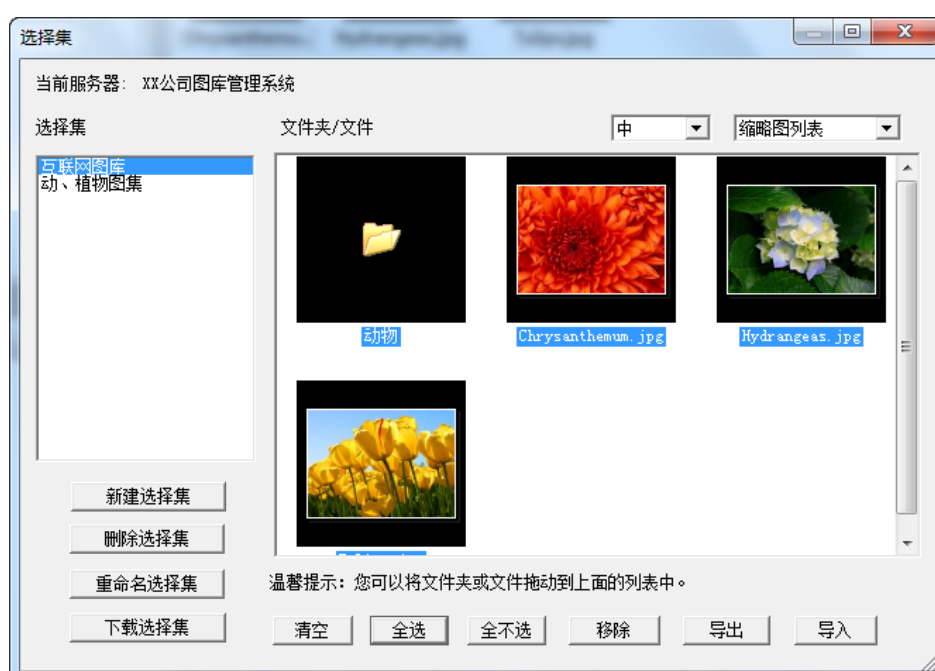 选择集
当前服务器: XX公司图库管理系统
选择集
文件夹/文件
中
缩略图列表
互联网图库
动、植物图集
动物
Chrysanthemum.jpg
Hydrangeas.jpg
新建选择集
删除选择集
重命名选择集
下载选择集
温馨提示: 您可以将文件夹或文件拖动到上面的列表中。
清空
全选
全不选
移除
导出
导入